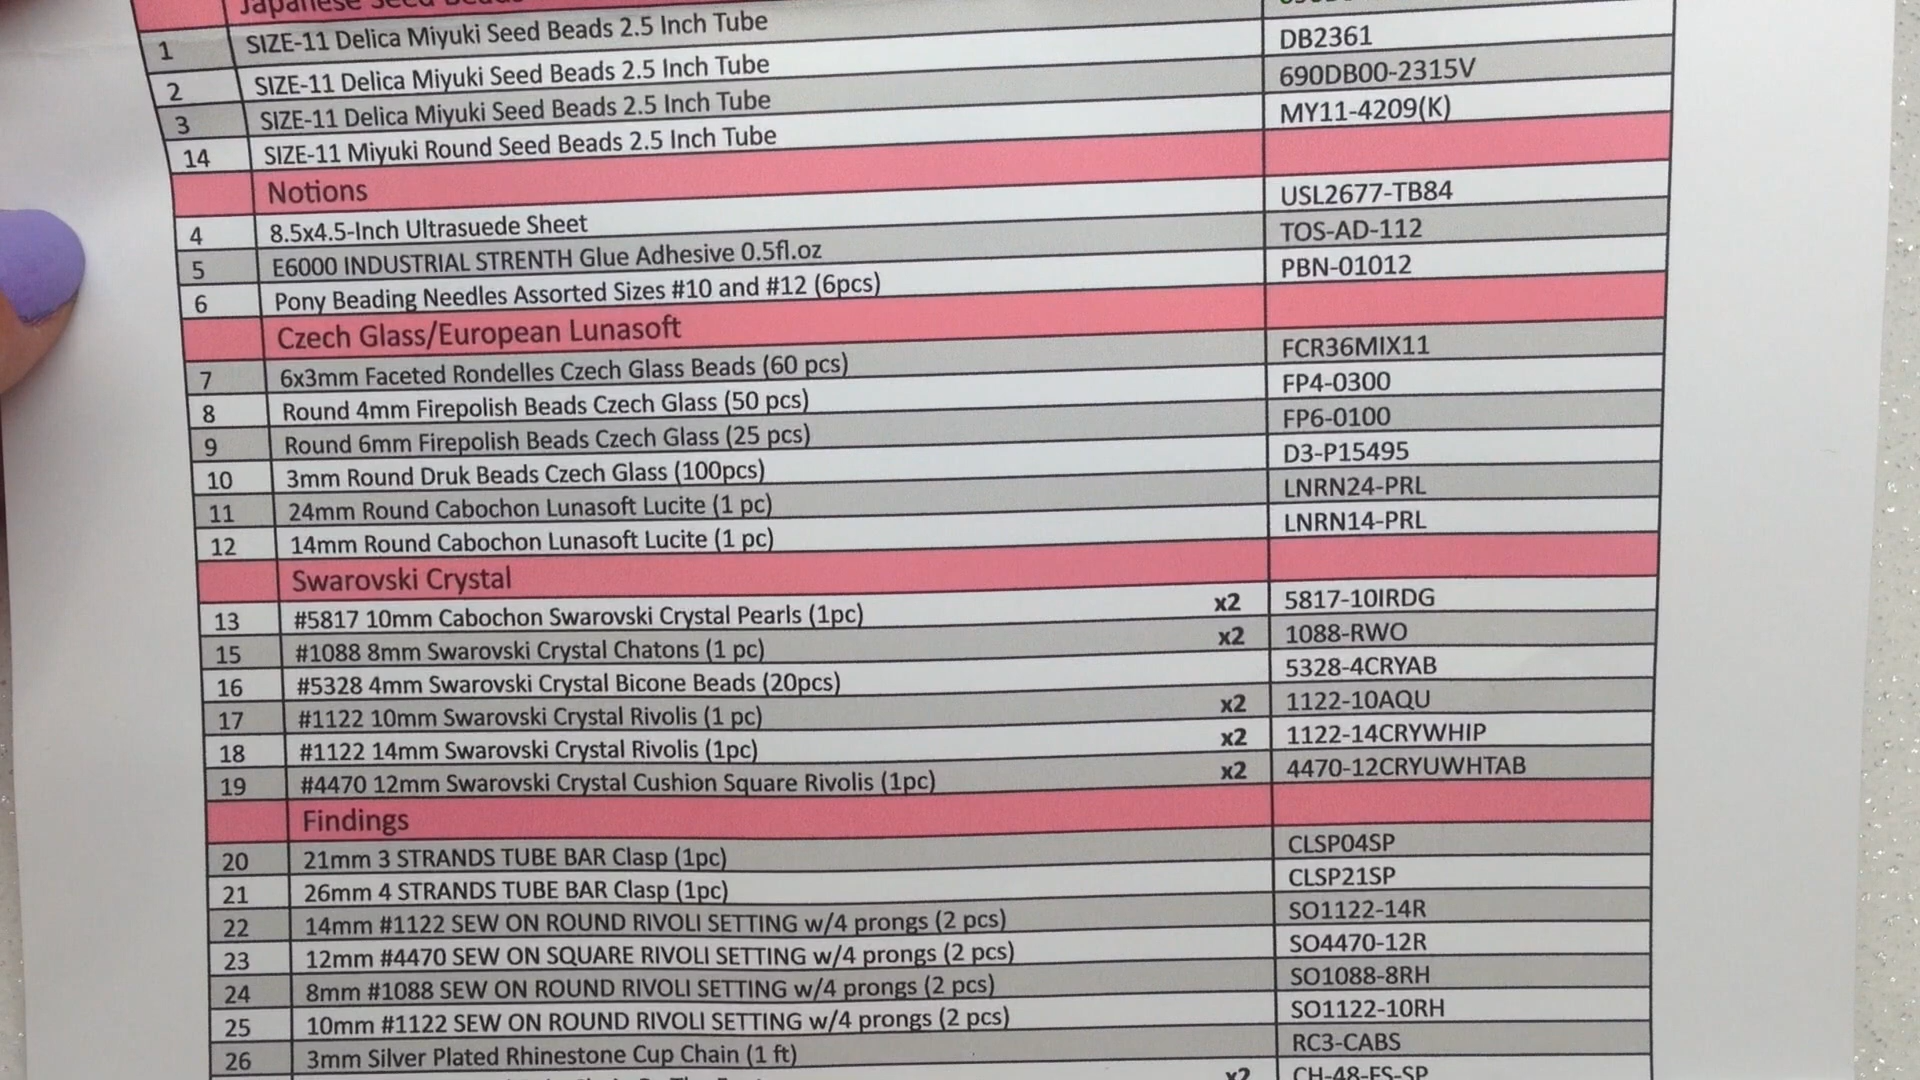 Japanese Seed Beads
1 SIZE-11 Delica Miyuki Seed Beads 2.5 Inch Tube
2 SIZE-11 Delica Miyuki Seed Beads 2.5 Inch Tube DB2361
3 SIZE-11 Delica Miyuki Seed Beads 2.5 Inch Tube 690DB00-2315V
14 SIZE-11 Miyuki Round Seed Beads 2.5 Inch Tube MY11-4209(K)
Notions
4 8.5x4.5-Inch Ultrasuede Sheet USL2677-TB84
5 E6000 INDUSTRIAL STRENTH Glue Adhesive 0.5fl.oz TOS-AD-112
6 Pony Beading Needles Assorted Sizes #10 and #12 (6pcs) PBN-01012
Czech Glass/European Lunasoft
7 6x3mm Faceted Rondelles Czech Glass Beads (60 pcs) FCR36MIX11
8 Round 4mm Firepolish Beads Czech Glass (50 pcs) FP4-0300
9 Round 6mm Firepolish Beads Czech Glass (25 pcs) FP6-0100
10 3mm Round Druk Beads Czech Glass (100pcs) D3-P15495
11 24mm Round Cabochon Lunasoft Lucite (1 pc) LNRN24-PRL
12 14mm Round Cabochon Lunasoft Lucite (1 pc) LNRN14-PRL
Swarovski Crystal
13 #5817 10mm Cabochon Swarovski Crystal Pearls (1pc) x2 5817-10IRDG
15 #1088 8mm Swarovski Crystal Chatons (1 pc) x2 1088-RWO
16 #5328 4mm Swarovski Crystal Bicone Beads (20pcs) 5328-4CRYAB
17 #1122 10mm Swarovski Crystal Rivolis (1 pc) x2 1122-10AQU
18 #1122 14mm Swarovski Crystal Rivolis (1pc) x2 1122-14CRYWHIP
19 #4470 12mm Swarovski Crystal Cushion Square Rivolis (1pc) x2 4470-12CRYUWHTAB
Findings
20 21mm 3 STRANDS TUBE BAR Clasp (1pc) CLSP04SP
21 26mm 4 STRANDS TUBE BAR Clasp (1pc) CLSP21SP
22 14mm #1122 SEW ON ROUND RIVOLI SETTING w/4 prongs (2 pcs) SO1122-14R
23 12mm #4470 SEW ON SQUARE RIVOLI SETTING w/4 prongs (2 pcs) SO4470-12R
24 8mm #1088 SEW ON ROUND RIVOLI SETTING w/4 prongs (2 pcs) SO1088-8RH
25 10mm #1122 SEW ON ROUND RIVOLI SETTING w/4 prongs (2 pcs) SO1122-10RH
26 3mm Silver Plated Rhinestone Cup Chain (1 ft) RC3-CABS
x2 CH-48-FS-SP